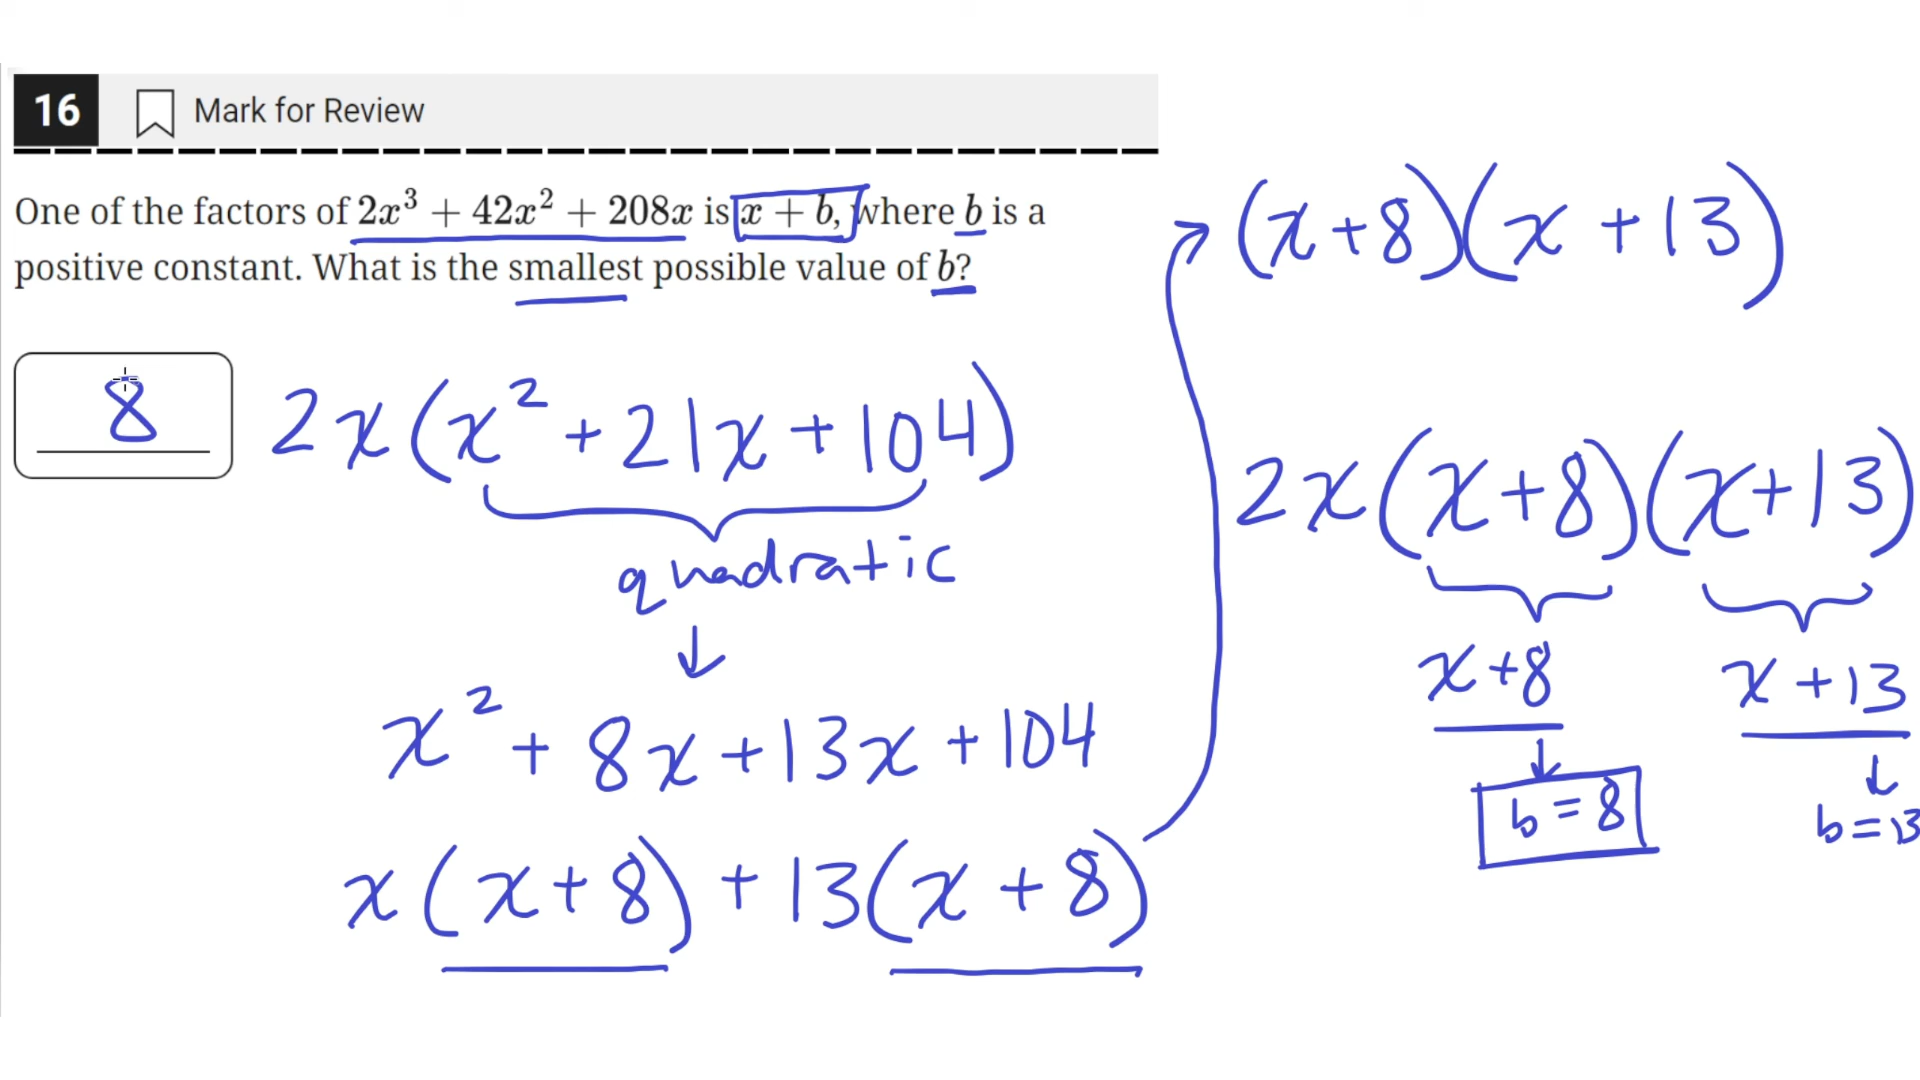 16 Mark for Review
One of the factors of 2x³ + 42x² + 208x is x + b, where b is a
positive constant. What is the smallest possible value of b?
8
2x(x² + 21x + 104)
quadratic
↓
x² + 8x + 13x + 104
x(x + 8) + 13(x + 8)
(x + 8)(x + 13)
2x(x + 8)(x + 13)
x + 8 x + 13
↓ ↓
b = 8 b = 13